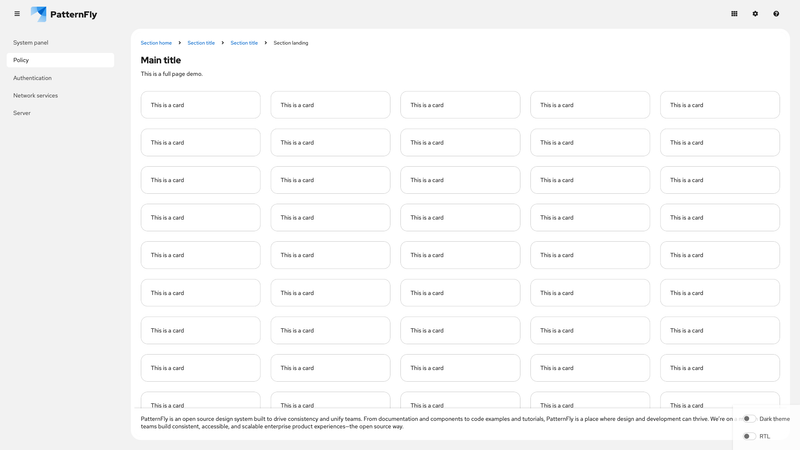 PatternFly
System panel
Policy
Authentication
Network services
Server
Section home > Section title > Section title > Section landing
Main title
This is a full page demo.
This is a card This is a card This is a card This is a card This is a card
This is a card This is a card This is a card This is a card This is a card
This is a card This is a card This is a card This is a card This is a card
This is a card This is a card This is a card This is a card This is a card
This is a card This is a card This is a card This is a card This is a card
This is a card This is a card This is a card This is a card This is a card
This is a card This is a card This is a card This is a card This is a card
This is a card This is a card This is a card This is a card This is a card
This is a card This is a card This is a card This is a card This is a card
PatternFly is an open source design system built to drive consistency and unify teams. From documentation and components to code examples and tutorials, PatternFly is a place where design and development can thrive. We're on
teams build consistent, accessible, and scalable enterprise product experiences—the open source way.
Dark theme
RTL